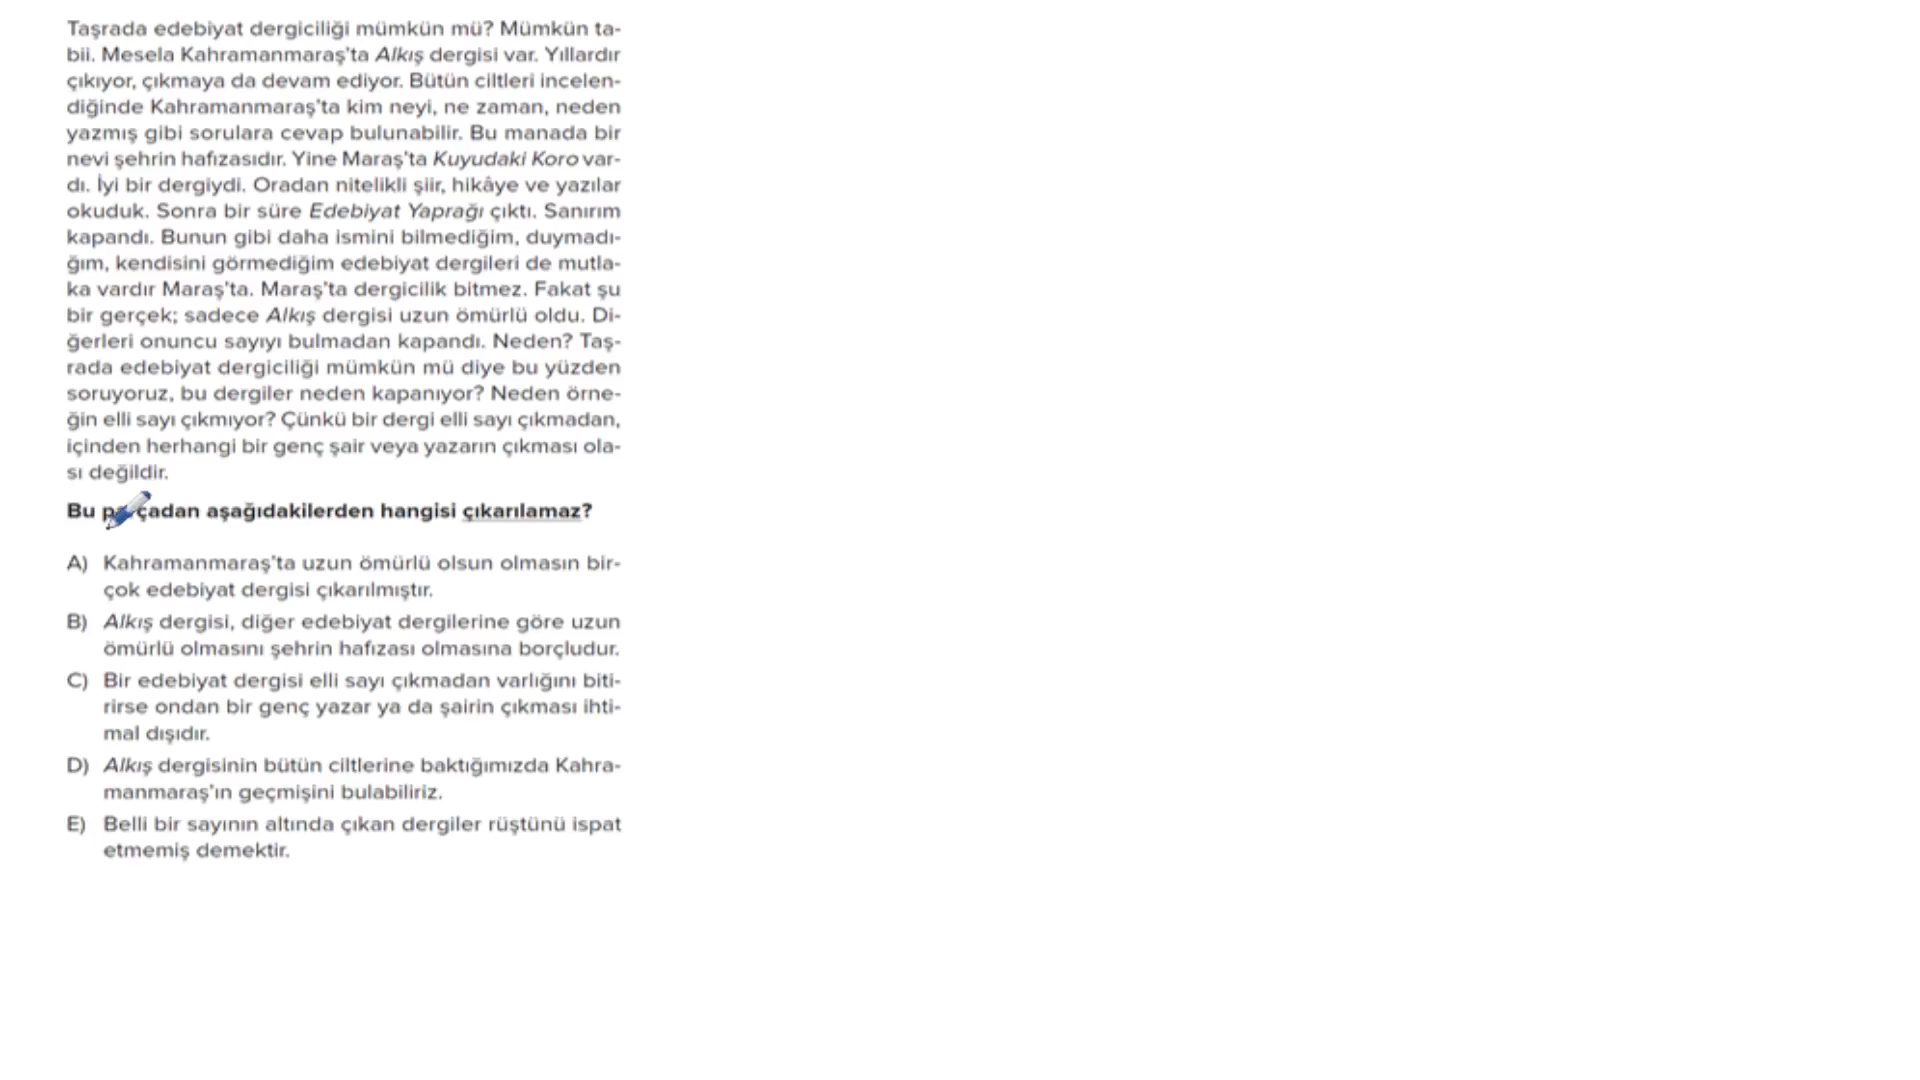 Taşrada edebiyat dergiciliği mümkün mü? Mümkün ta-
bii. Mesela Kahramanmaraş'ta Alkış dergisi var. Yıllardır
çıkıyor, çıkmaya da devam ediyor. Bütün ciltleri incelen-
diğinde Kahramanmaraş'ta kim neyi, ne zaman, neden
yazmış gibi sorulara cevap bulunabilir. Bu manada bir
nevi şehrin hafızasıdır. Yine Maraş'ta Kuyudaki Koro var-
dı. İyi bir dergiydi. Oradan nitelikli şiir, hikâye ve yazılar
okuduk. Sonra bir süre Edebiyat Yaprağı çıktı. Sanırım
kapandı. Bunun gibi daha ismini bilmediğim, duymadı-
ğım, kendisini görmediğim edebiyat dergileri de mutla-
ka vardır Maraş'ta. Maraş'ta dergicilik bitmez. Fakat şu
bir gerçek; sadece Alkış dergisi uzun ömürlü oldu. Di-
ğerleri onuncu sayıyı bulmadan kapandı. Neden? Taş-
rada edebiyat dergiciliği mümkün mü diye bu yüzden
soruyoruz, bu dergiler neden kapanıyor? Neden örne-
ğin elli sayı çıkmıyor? Çünkü bir dergi elli sayı çıkmadan,
içinden herhangi bir genç şair veya yazarın çıkması ola-
sı değildir.
Bu parçadan aşağıdakilerden hangisi çıkarılamaz?
A) Kahramanmaraş'ta uzun ömürlü olsun olmasın bir-
çok edebiyat dergisi çıkarılmıştır.
B) Alkış dergisi, diğer edebiyat dergilerine göre uzun
ömürlü olmasını şehrin hafızası olmasına borçludur.
C) Bir edebiyat dergisi elli sayı çıkmadan varlığını biti-
rirse ondan bir genç yazar ya da şairin çıkması ihti-
mal dışıdır.
D) Alkış dergisinin bütün ciltlerine baktığımızda Kahra-
manmaraş'ın geçmişini bulabiliriz.
E) Belli bir sayının altında çıkan dergiler rüştünü ispat
etmemiş demektir.